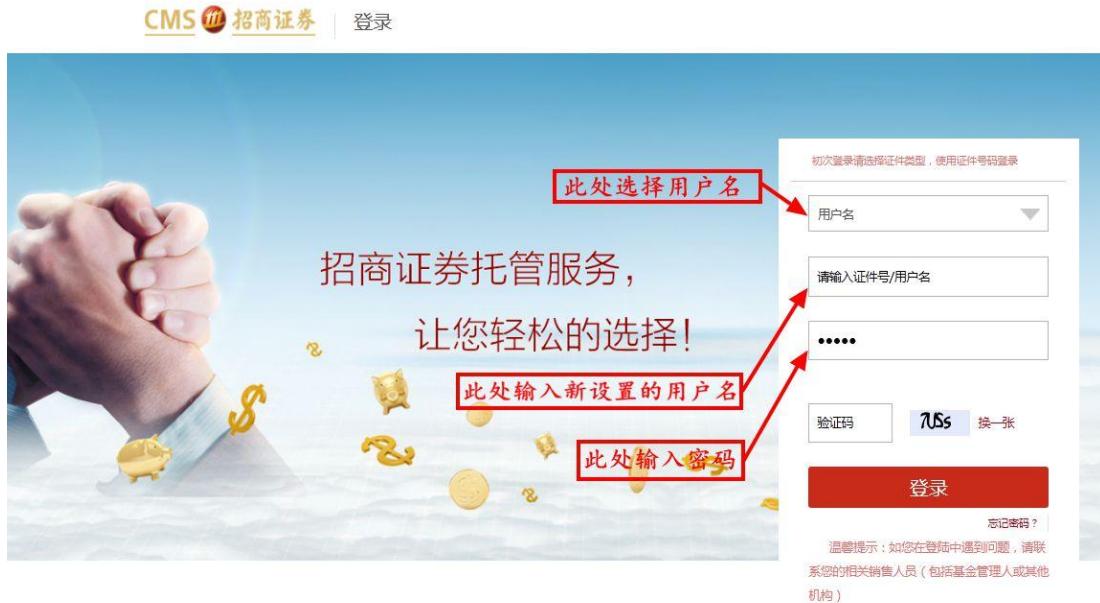 CMS 招商证券 登录
初次登录请选择证件类型，使用证件号码登录
此处选择用户名
用户名
招商证券托管服务，
请输入证件号/用户名
让您轻松的选择！
此处输入新设置的用户名
验证码 7USs 换一张
此处输入密码
登录
忘记密码？
温馨提示：如您在登陆中遇到问题，请联
系您的相关销售人员（包括基金管理人或其他
机构）